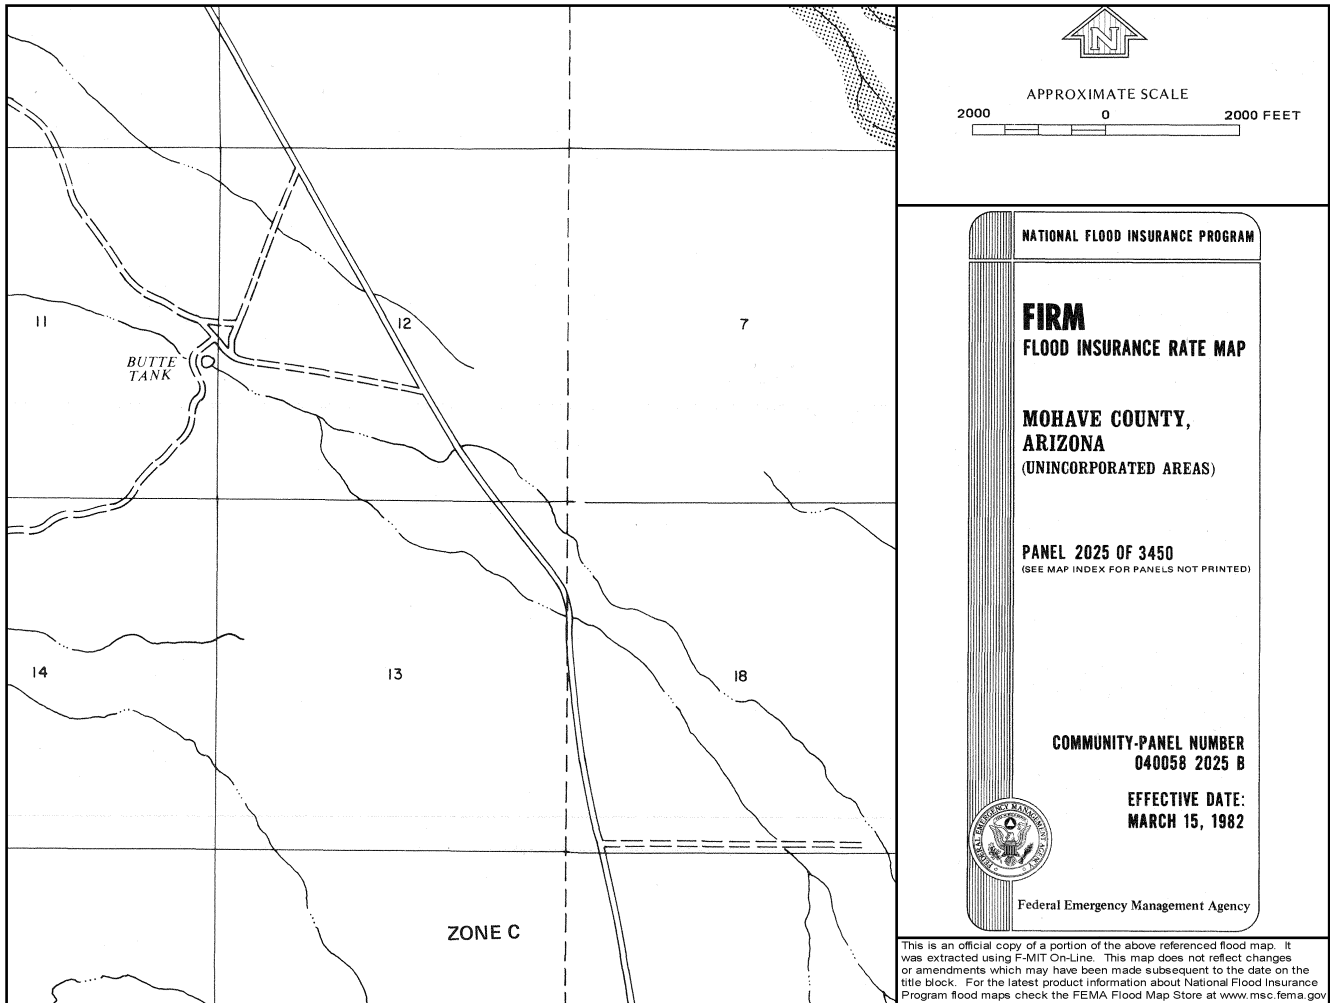 11
12
7
BUTTE
TANK
14
13
18
ZONE C
N
APPROXIMATE SCALE
2000 0 2000 FEET
NATIONAL FLOOD INSURANCE PROGRAM
FIRM
FLOOD INSURANCE RATE MAP
MOHAVE COUNTY,
ARIZONA
(UNINCORPORATED AREAS)
PANEL 2025 OF 3450
(SEE MAP INDEX FOR PANELS NOT PRINTED)
COMMUNITY-PANEL NUMBER
040058 2025 B
EFFECTIVE DATE:
MARCH 15, 1982
FEDERAL EMERGENCY MANAGEMENT AGENCY
Federal Emergency Management Agency
This is an official copy of a portion of the above referenced flood map. It
was extracted using F-MIT On-Line. This map does not reflect changes
or amendments which may have been made subsequent to the date on the
title block. For the latest product information about National Flood Insurance
Program flood maps check the FEMA Flood Map Store at www.msc.fema.gov